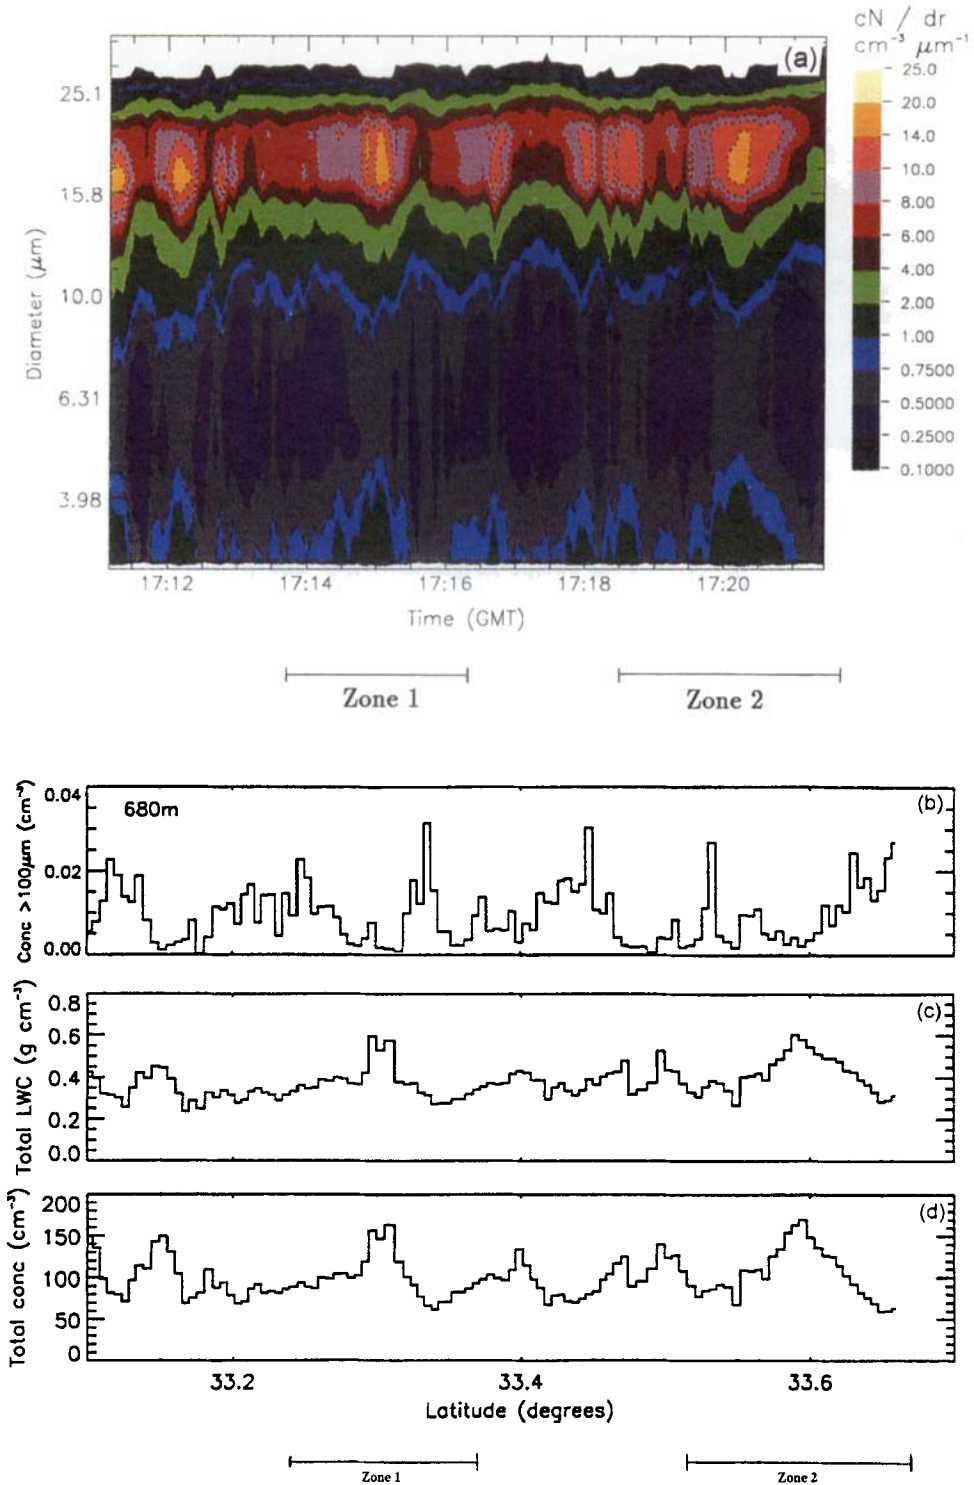 cN / dr
cm⁻³ μm⁻¹
(a)
25.1
15.8
10.0
6.31
3.98
Diameter (μm)
25.0
20.0
14.0
10.0
8.00
6.00
4.00
2.00
1.00
0.7500
0.5000
0.2500
0.1000
17:12 17:14 17:16 17:18 17:20
Time (GMT)
Zone 1 Zone 2
680m
(b)
0.04
0.02
0.00
Conc >100μm (cm⁻³)
(c)
0.8
0.6
0.4
0.2
0.0
Total LWC (g cm⁻³)
(d)
200
150
100
50
0
Total conc (cm⁻³)
33.2 33.4 33.6
Latitude (degrees)
Zone 1 Zone 2